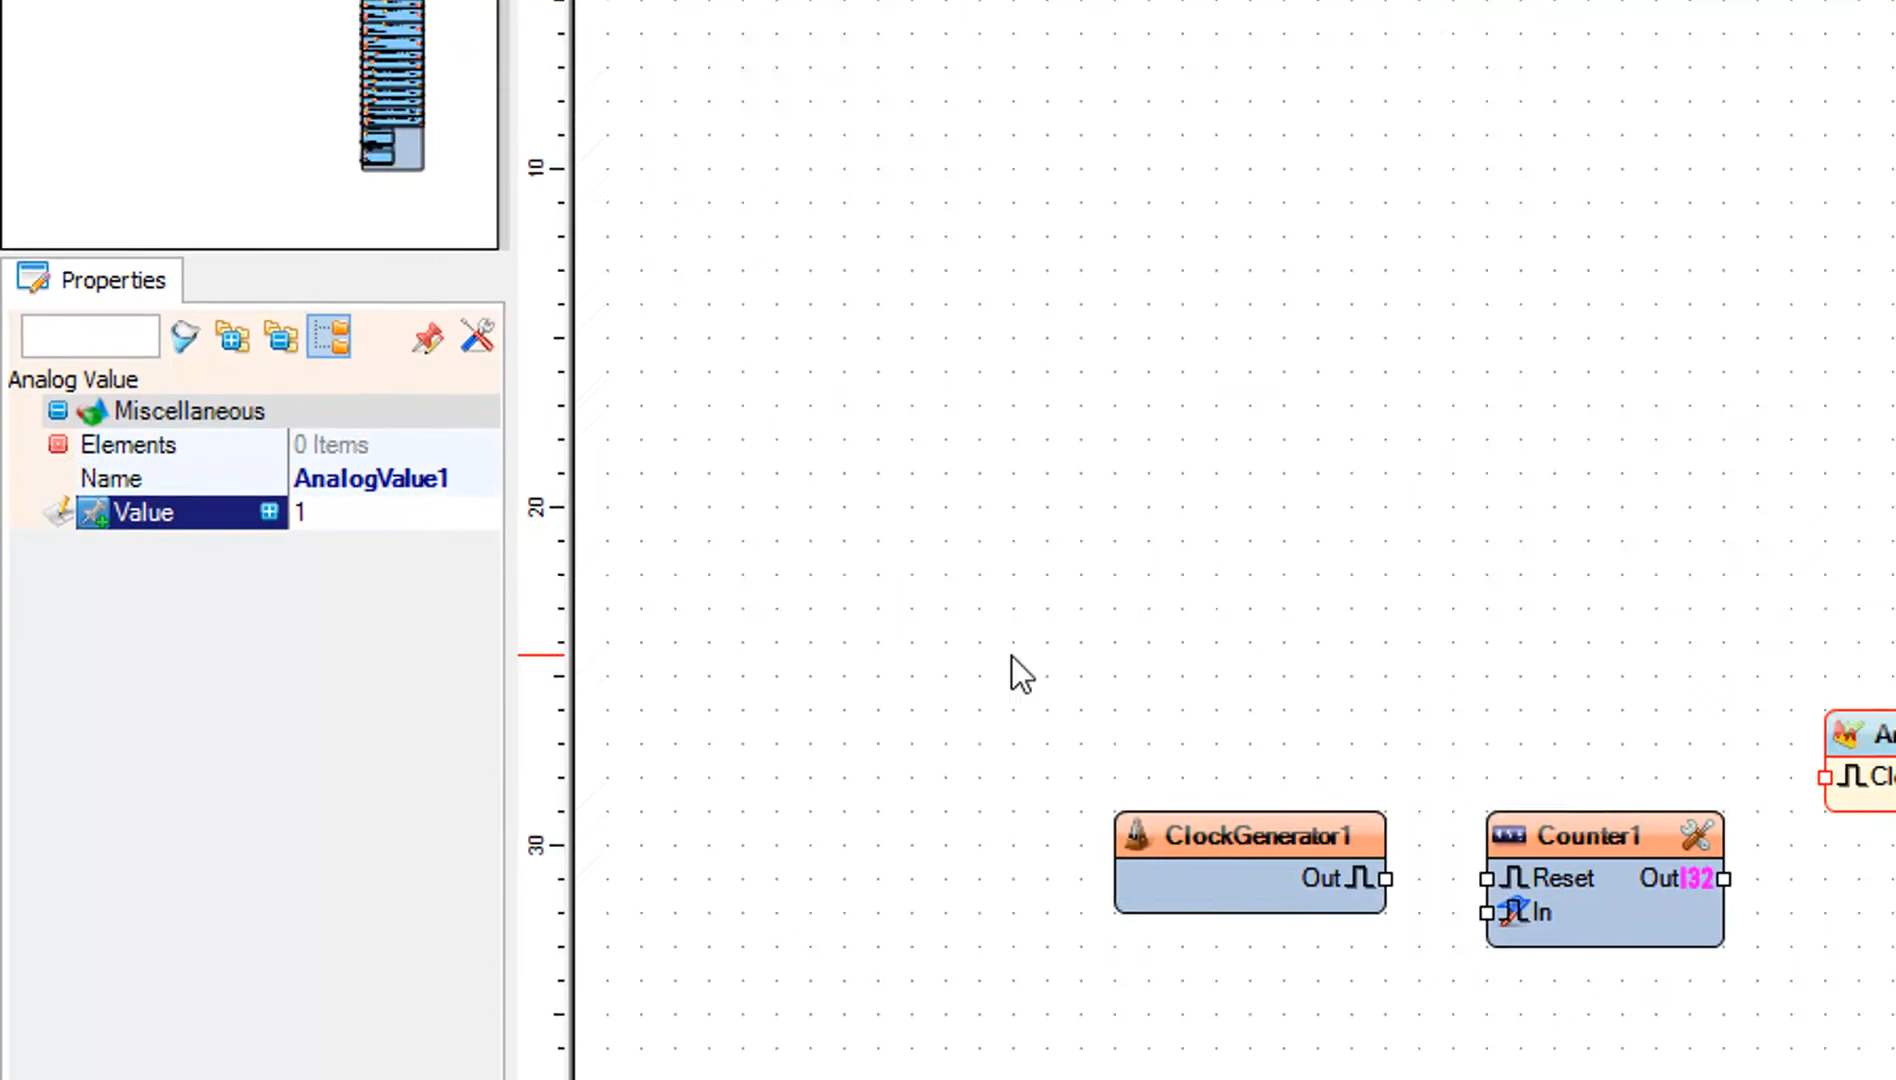 10
Properties
Analog Value
Miscellaneous
Elements 0 Items
Name AnalogValue1
20
Value 1
30
ClockGenerator1
Out
Counter1
Reset Out I32
In